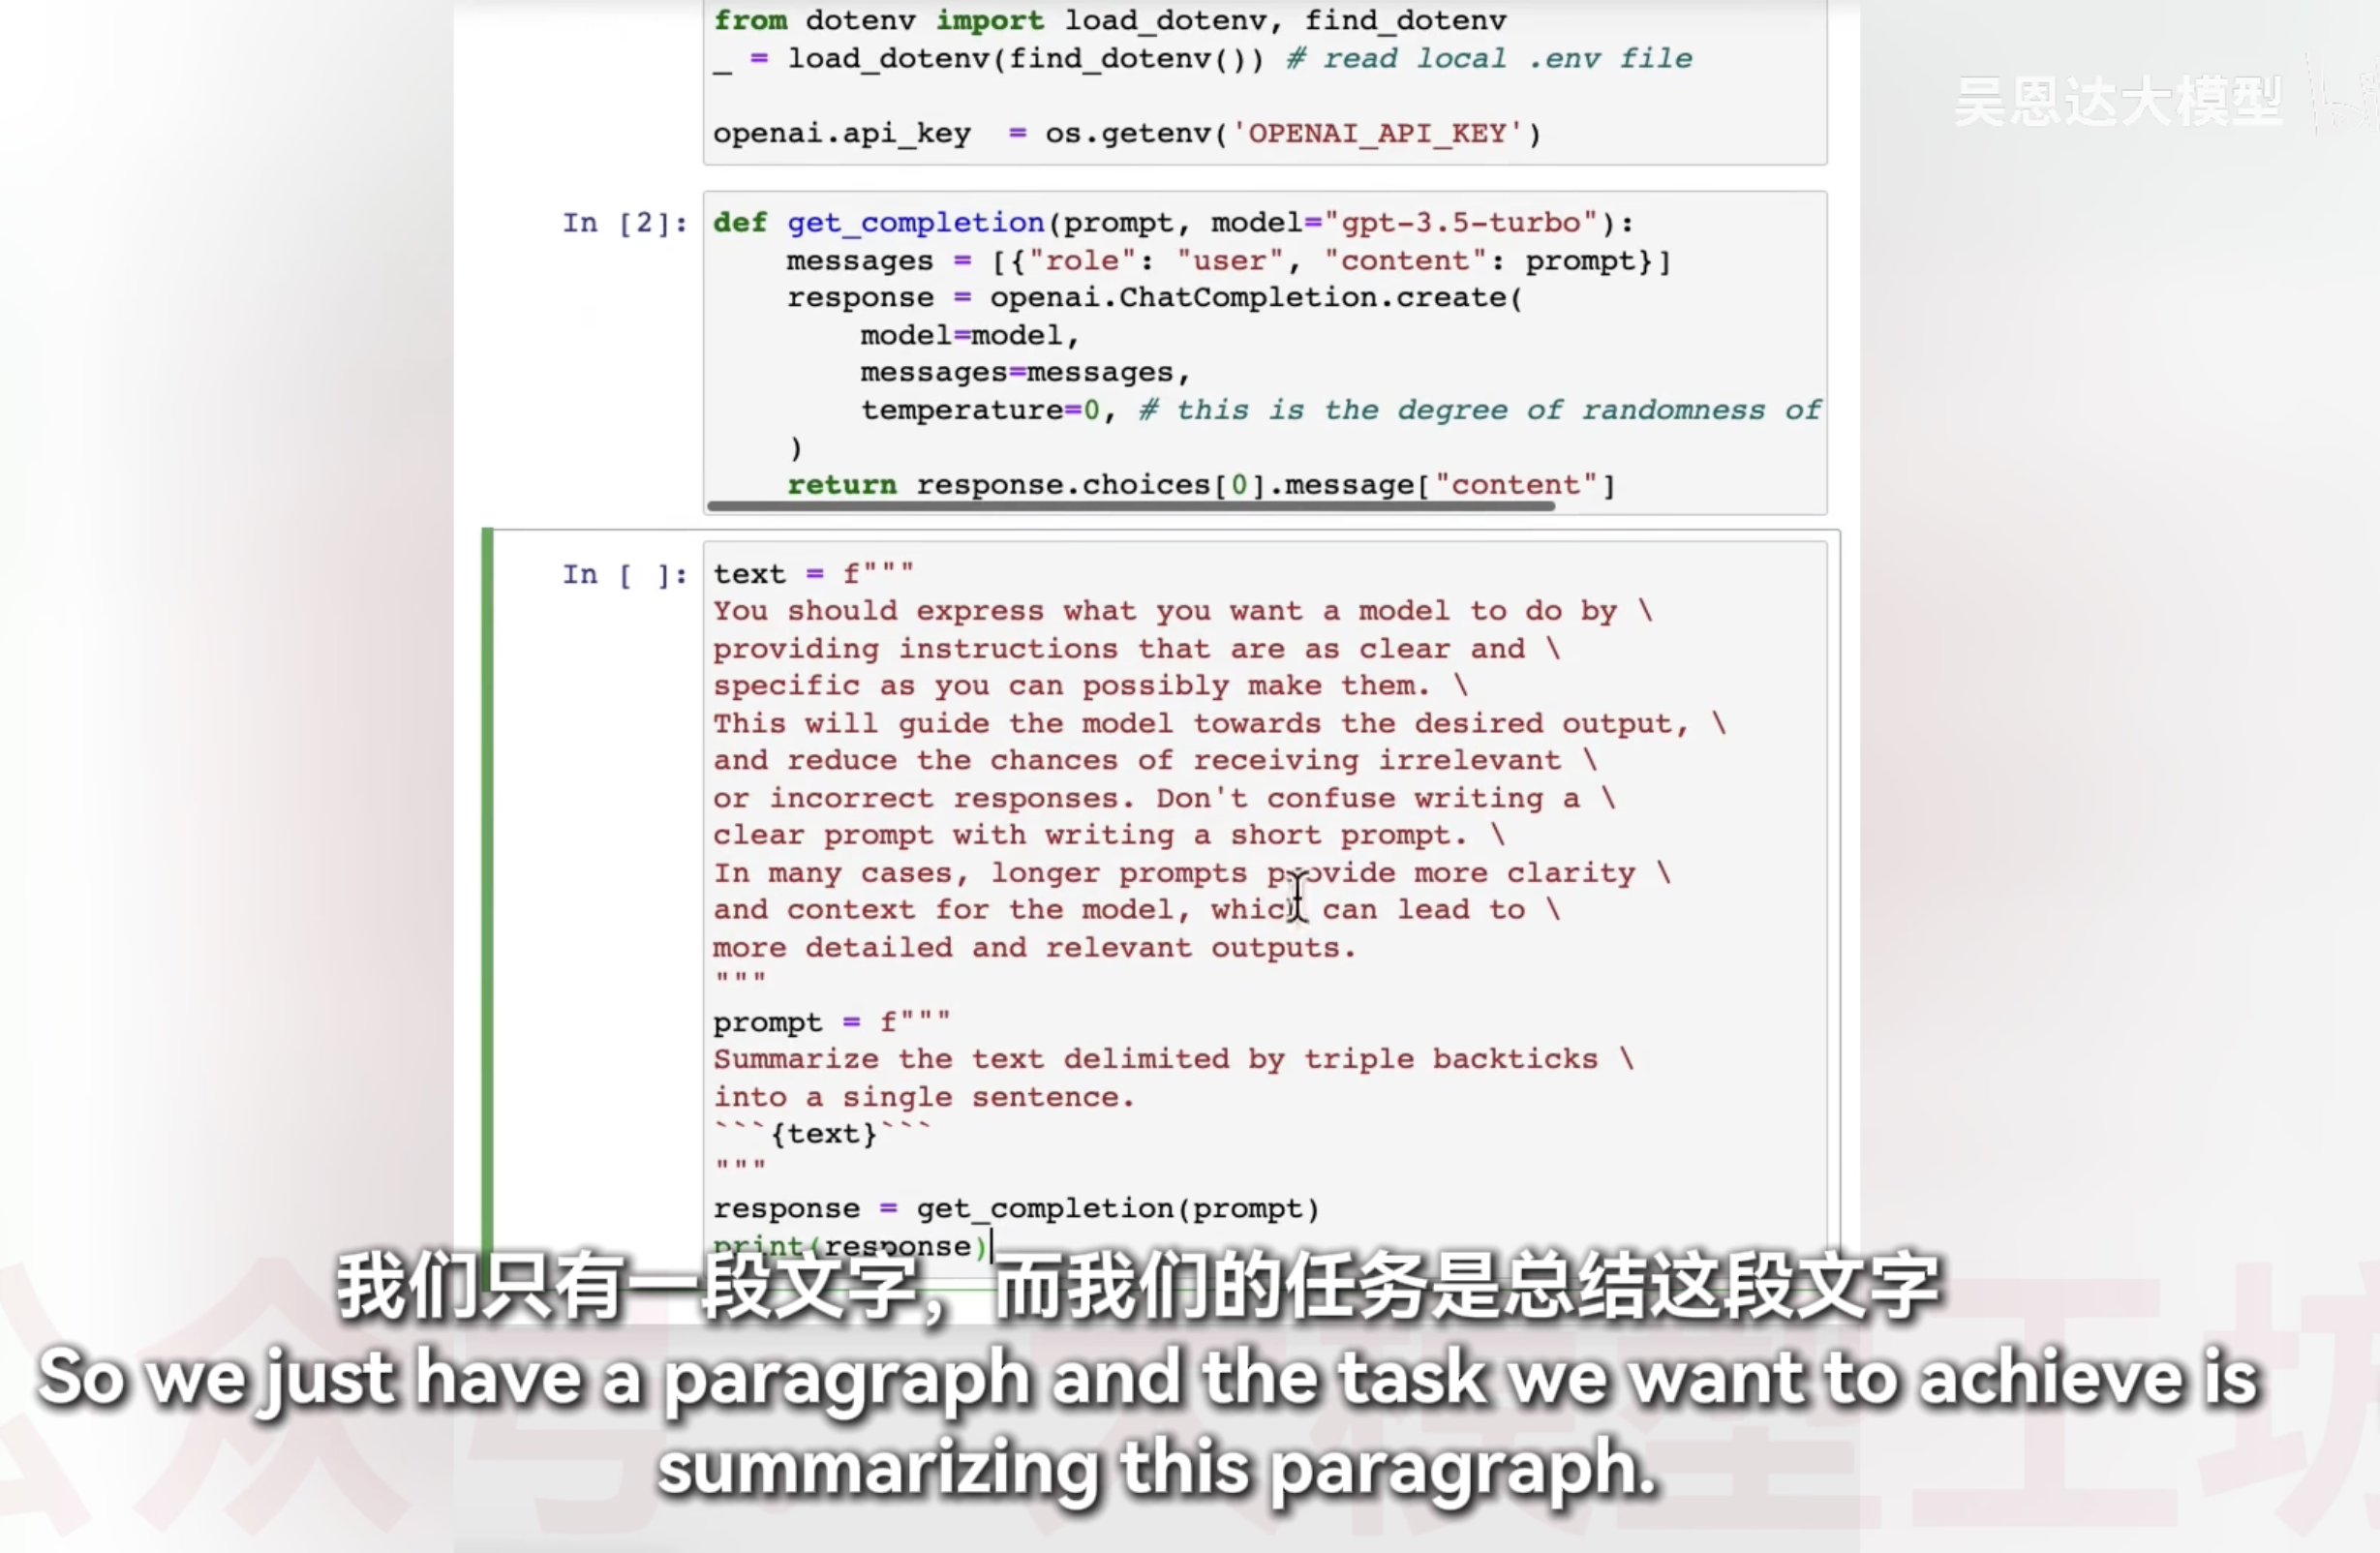 from dotenv import load_dotenv, find_dotenv
_ = load_dotenv(find_dotenv()) # read local .env file
吴恩达大模型
openai.api_key  = os.getenv('OPENAI_API_KEY')
In [2]: def get_completion(prompt, model="gpt-3.5-turbo"):
    messages = [{"role": "user", "content": prompt}]
    response = openai.ChatCompletion.create(
        model=model,
        messages=messages,
        temperature=0, # this is the degree of randomness of
    )
    return response.choices[0].message["content"]
In [ ]: text = f"""
You should express what you want a model to do by \
providing instructions that are as clear and \
specific as you can possibly make them. \
This will guide the model towards the desired output, \
and reduce the chances of receiving irrelevant \
or incorrect responses. Don't confuse writing a \
clear prompt with writing a short prompt. \
In many cases, longer prompts provide more clarity \
and context for the model, which can lead to \
more detailed and relevant outputs.
"""
prompt = f"""
Summarize the text delimited by triple backticks \
into a single sentence.
```{text}```
"""
response = get_completion(prompt)
print(response)
我们只有一段文字，而我们的任务是总结这段文字
So we just have a paragraph and the task we want to achieve is
summarizing this paragraph.
公众号 大模型工坊